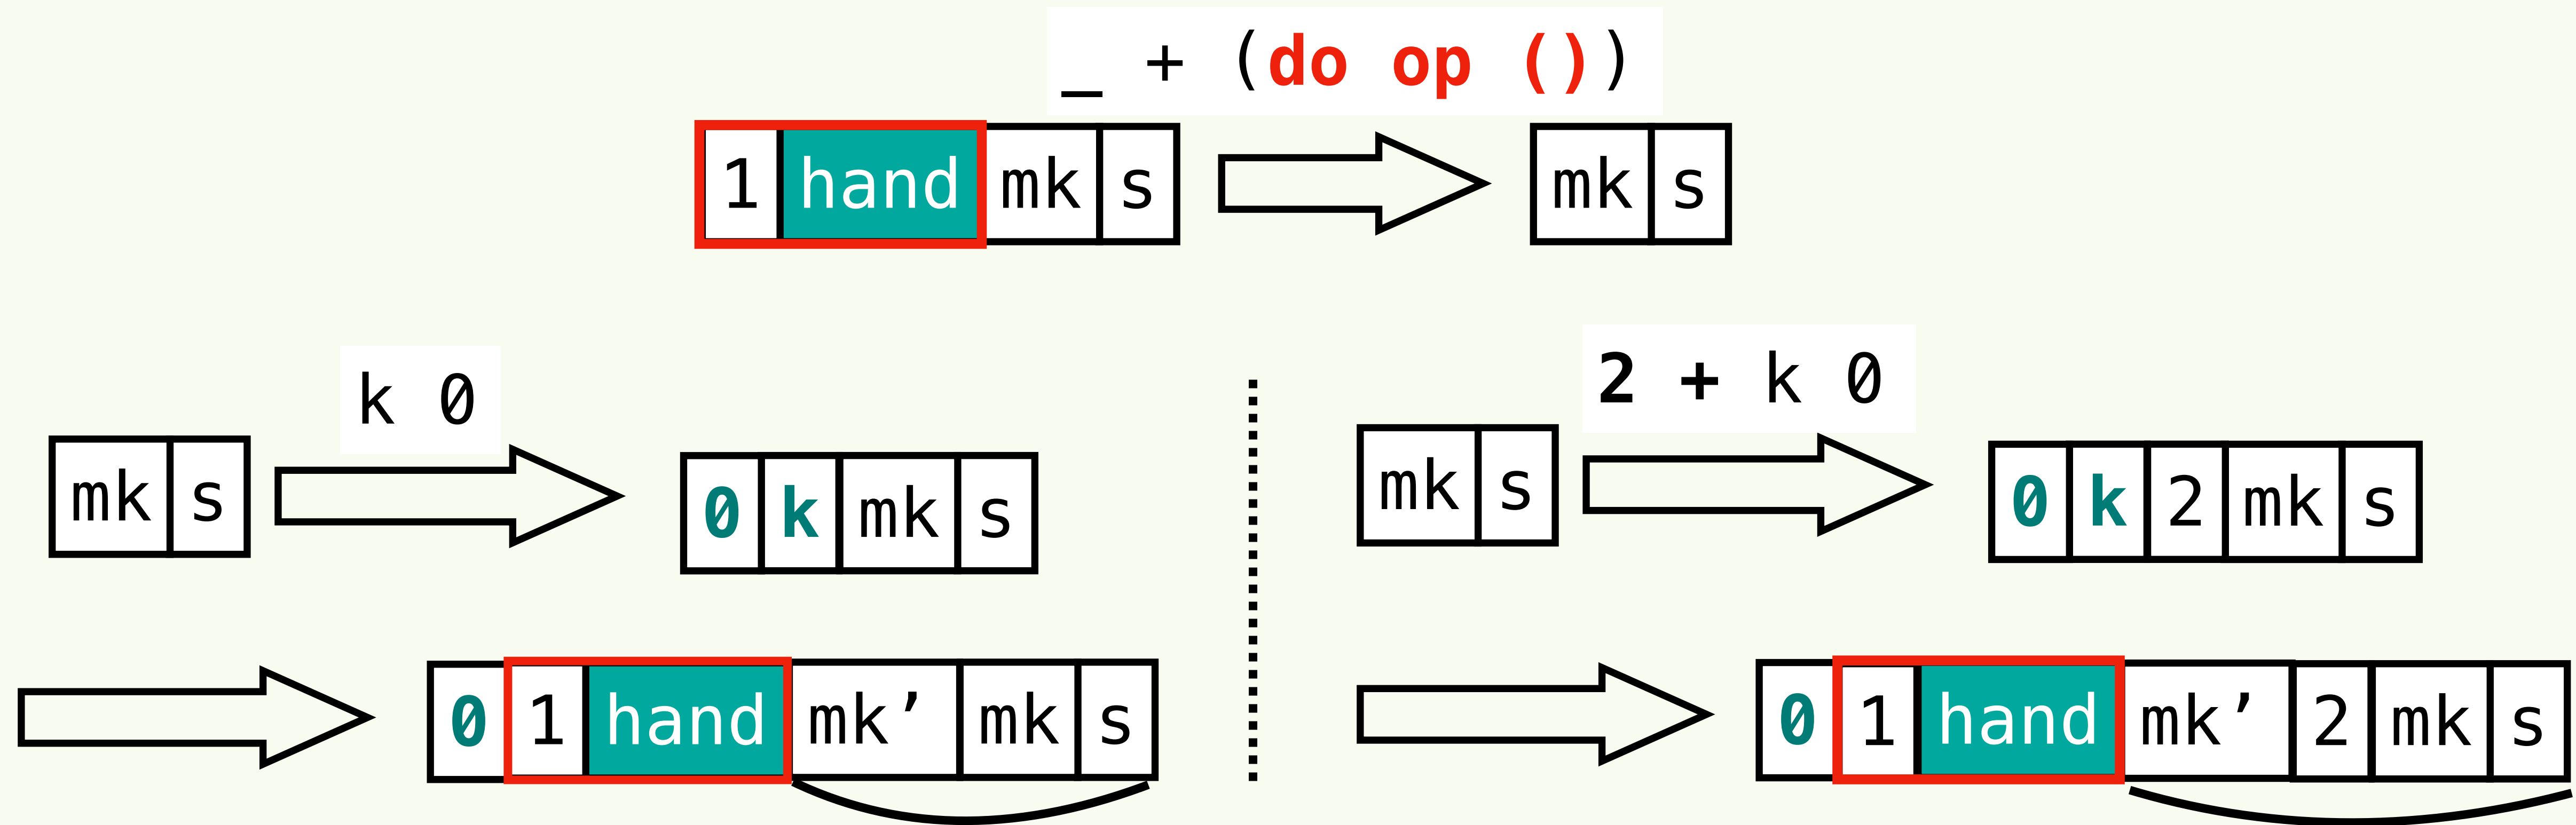 _ + (do op ())
1 hand mk s mk s
k 0
mk s 0 k mk s
0 1 hand mk’ mk s
2 + k 0
mk s 0 k 2 mk s
0 1 hand mk’ 2 mk s